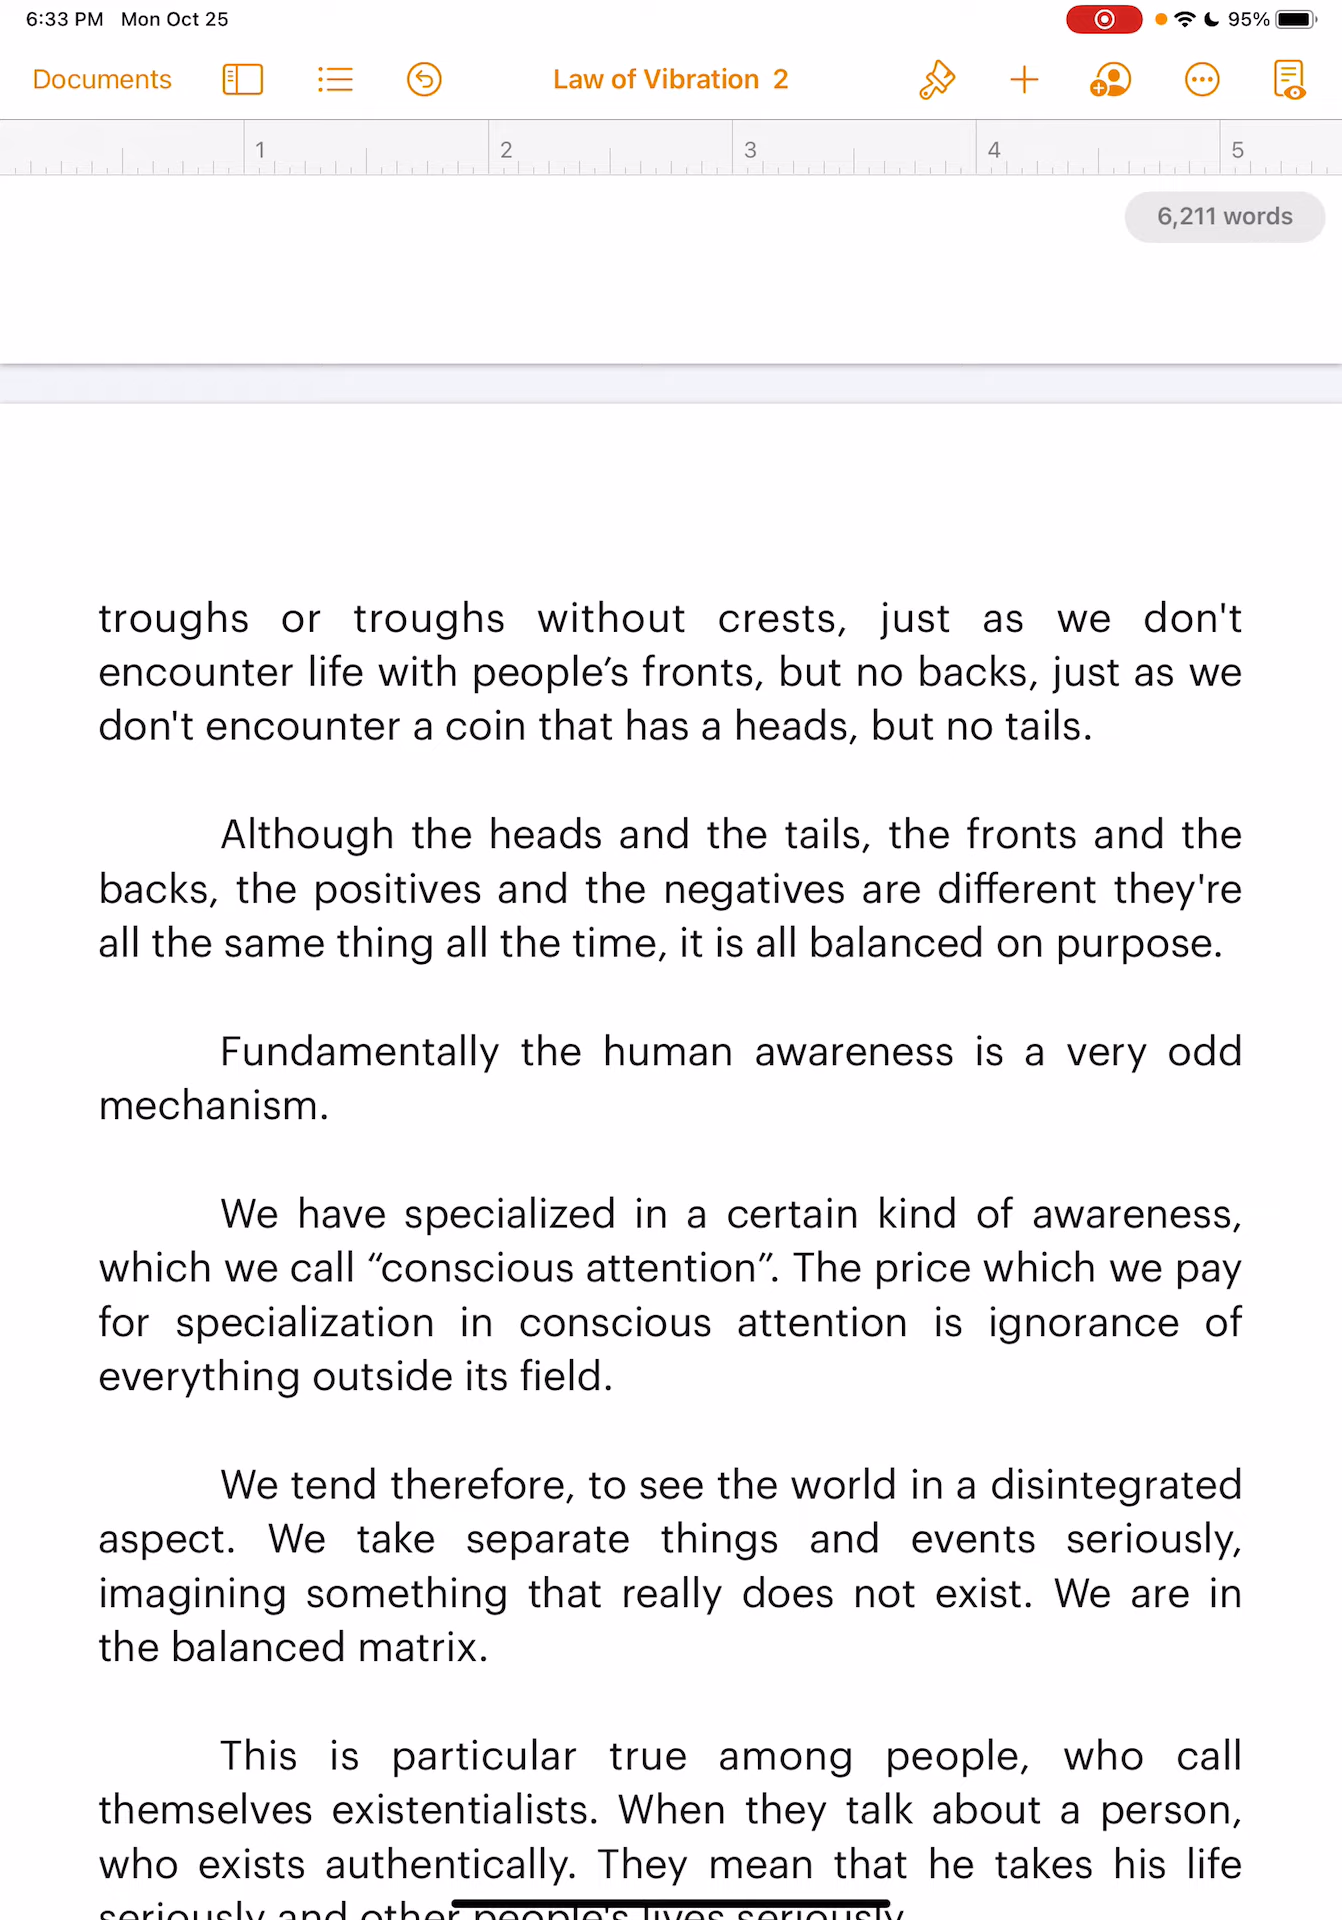 6:33 PM Mon Oct 25 95%
Documents Law of Vibration 2
1 2 3 4 5
6,211 words
troughs or troughs without crests, just as we don't
encounter life with people’s fronts, but no backs, just as we
don't encounter a coin that has a heads, but no tails.
Although the heads and the tails, the fronts and the
backs, the positives and the negatives are different they're
all the same thing all the time, it is all balanced on purpose.
Fundamentally the human awareness is a very odd
mechanism.
We have specialized in a certain kind of awareness,
which we call “conscious attention”. The price which we pay
for specialization in conscious attention is ignorance of
everything outside its field.
We tend therefore, to see the world in a disintegrated
aspect. We take separate things and events seriously,
imagining something that really does not exist. We are in
the balanced matrix.
This is particular true among people, who call
themselves existentialists. When they talk about a person,
who exists authentically. They mean that he takes his life
seriously and other people's lives seriously